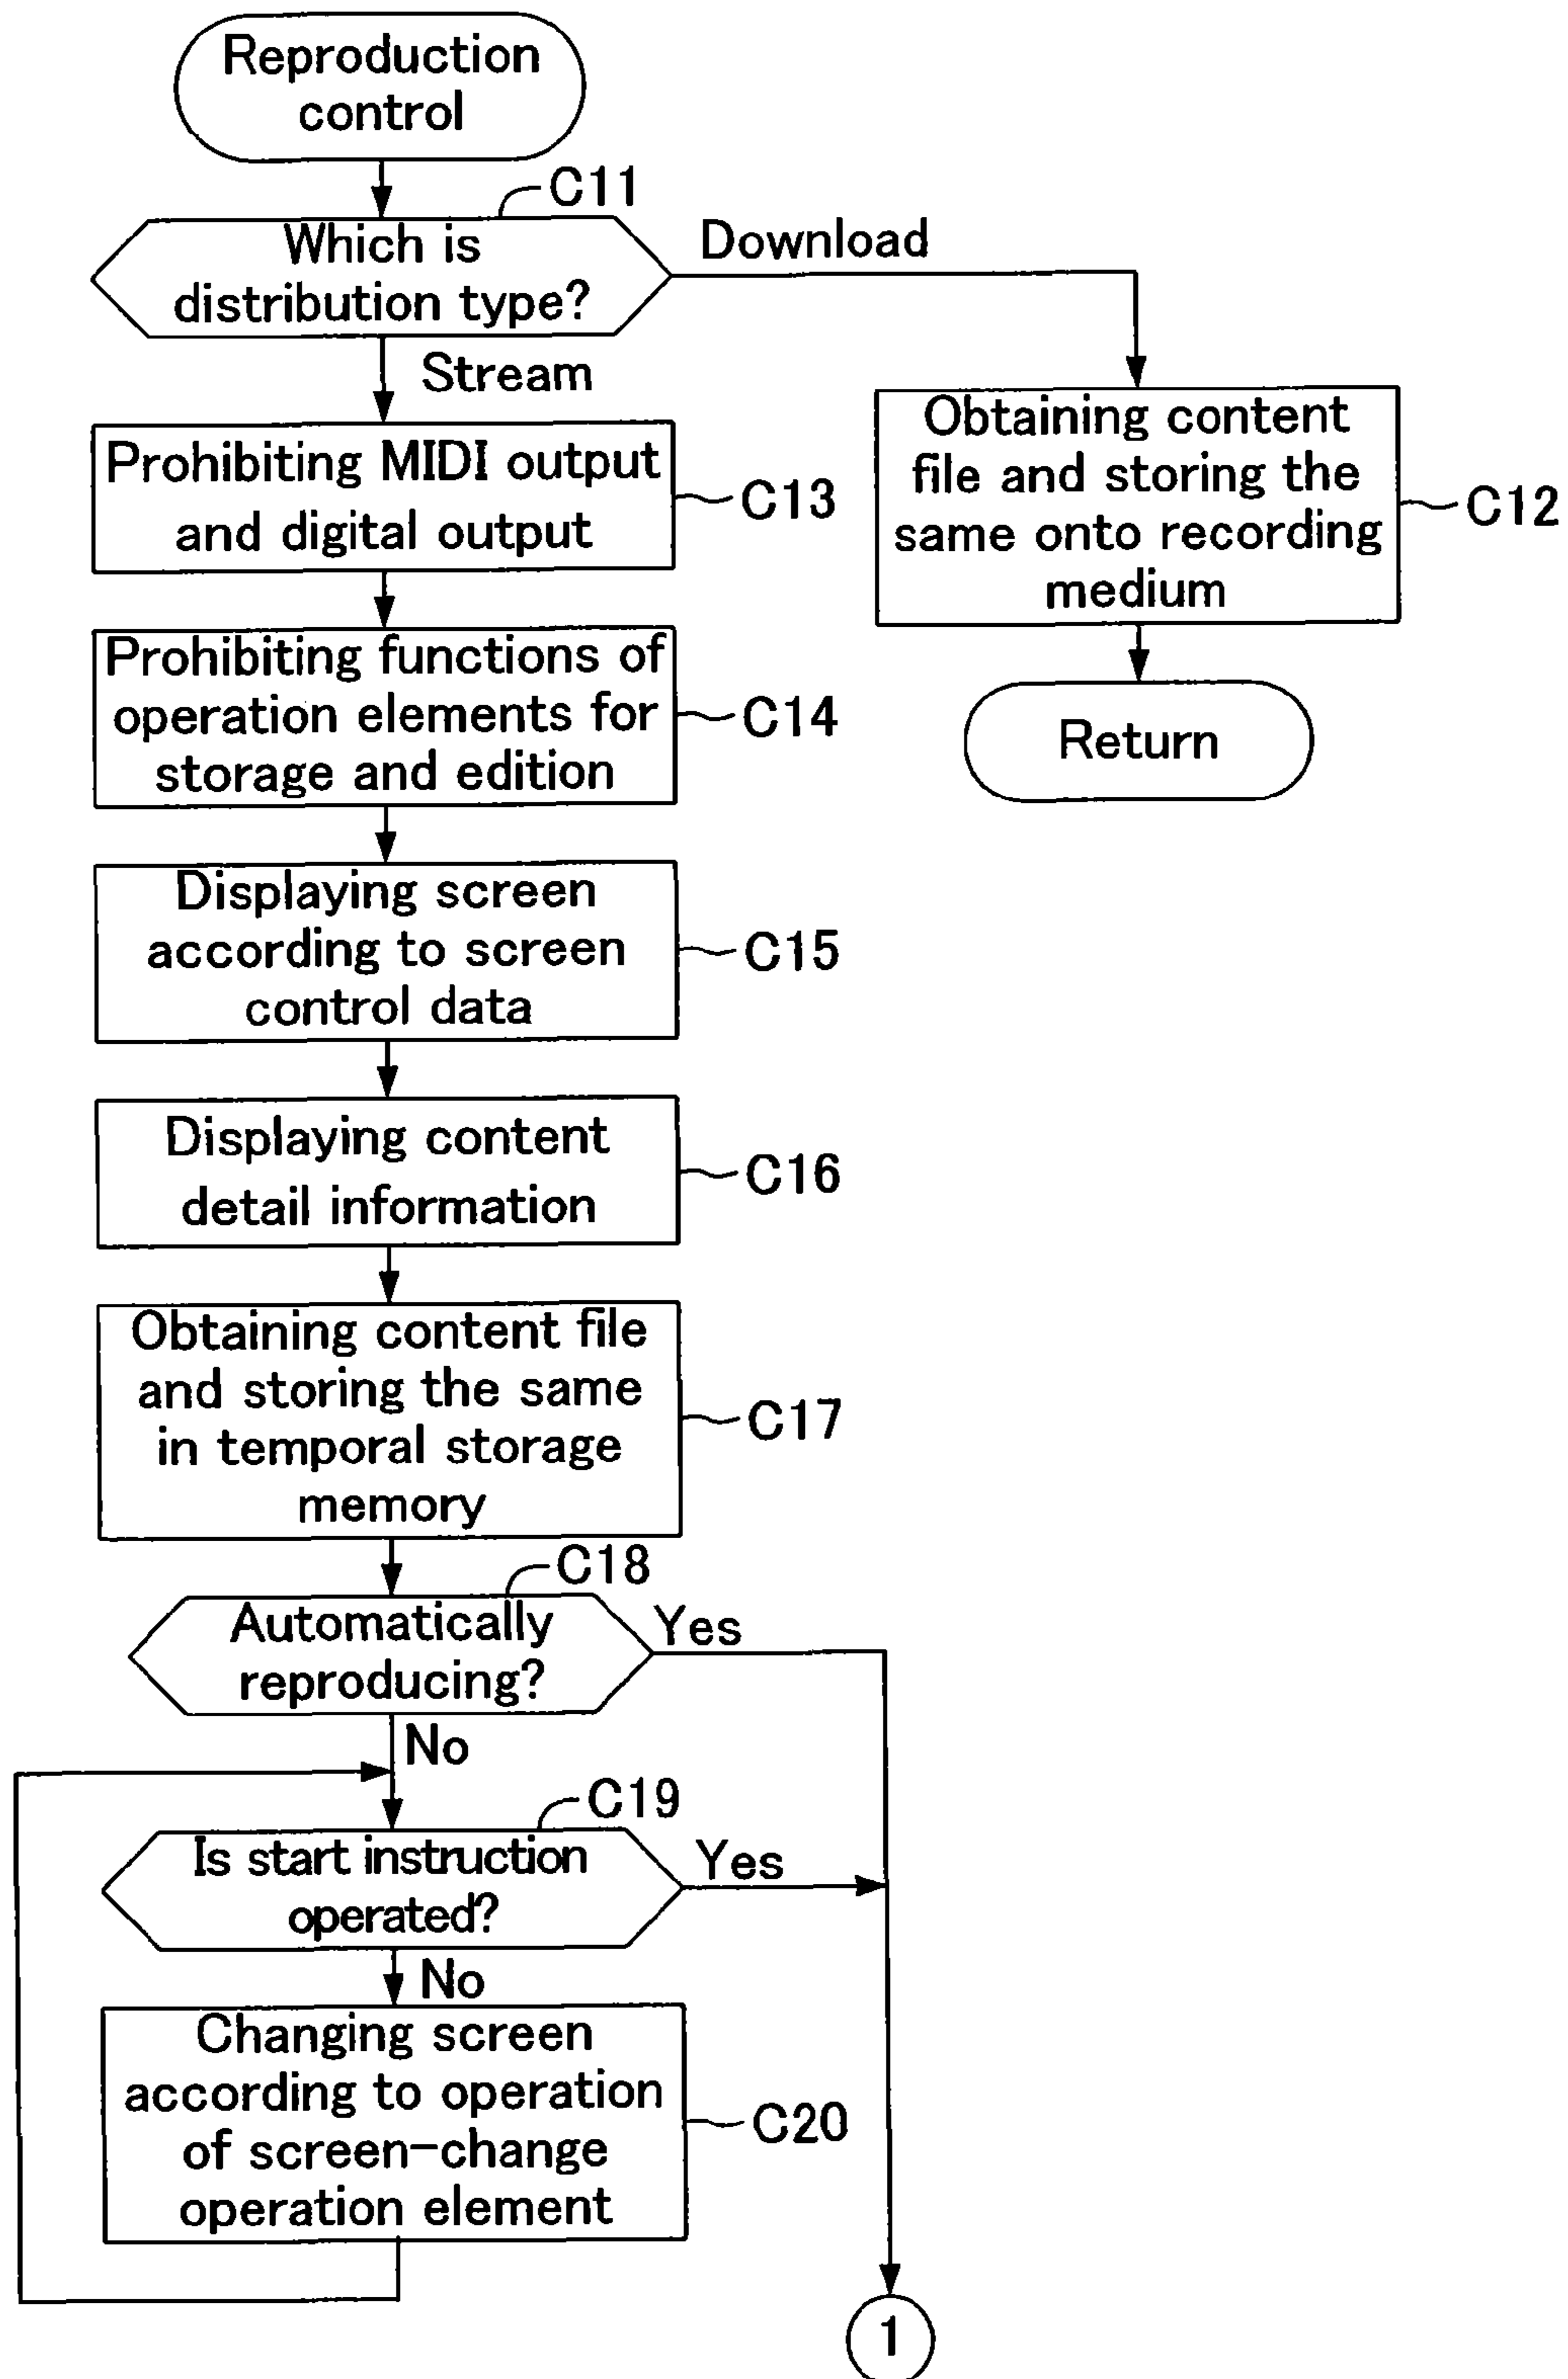 Reproduction
control
C11
Which is
distribution type?
Download
Stream
Prohibiting MIDI output
and digital output
C13
Obtaining content
file and storing the
same onto recording
medium
C12
Prohibiting functions of
operation elements for
storage and edition
C14
Return
Displaying screen
according to screen
control data
C15
Displaying content
detail information
C16
Obtaining content file
and storing the same
in temporal storage
memory
C17
C18
Automatically
reproducing?
Yes
No
C19
Is start instruction
operated?
Yes
No
Changing screen
according to operation
of screen-change
operation element
C20
1